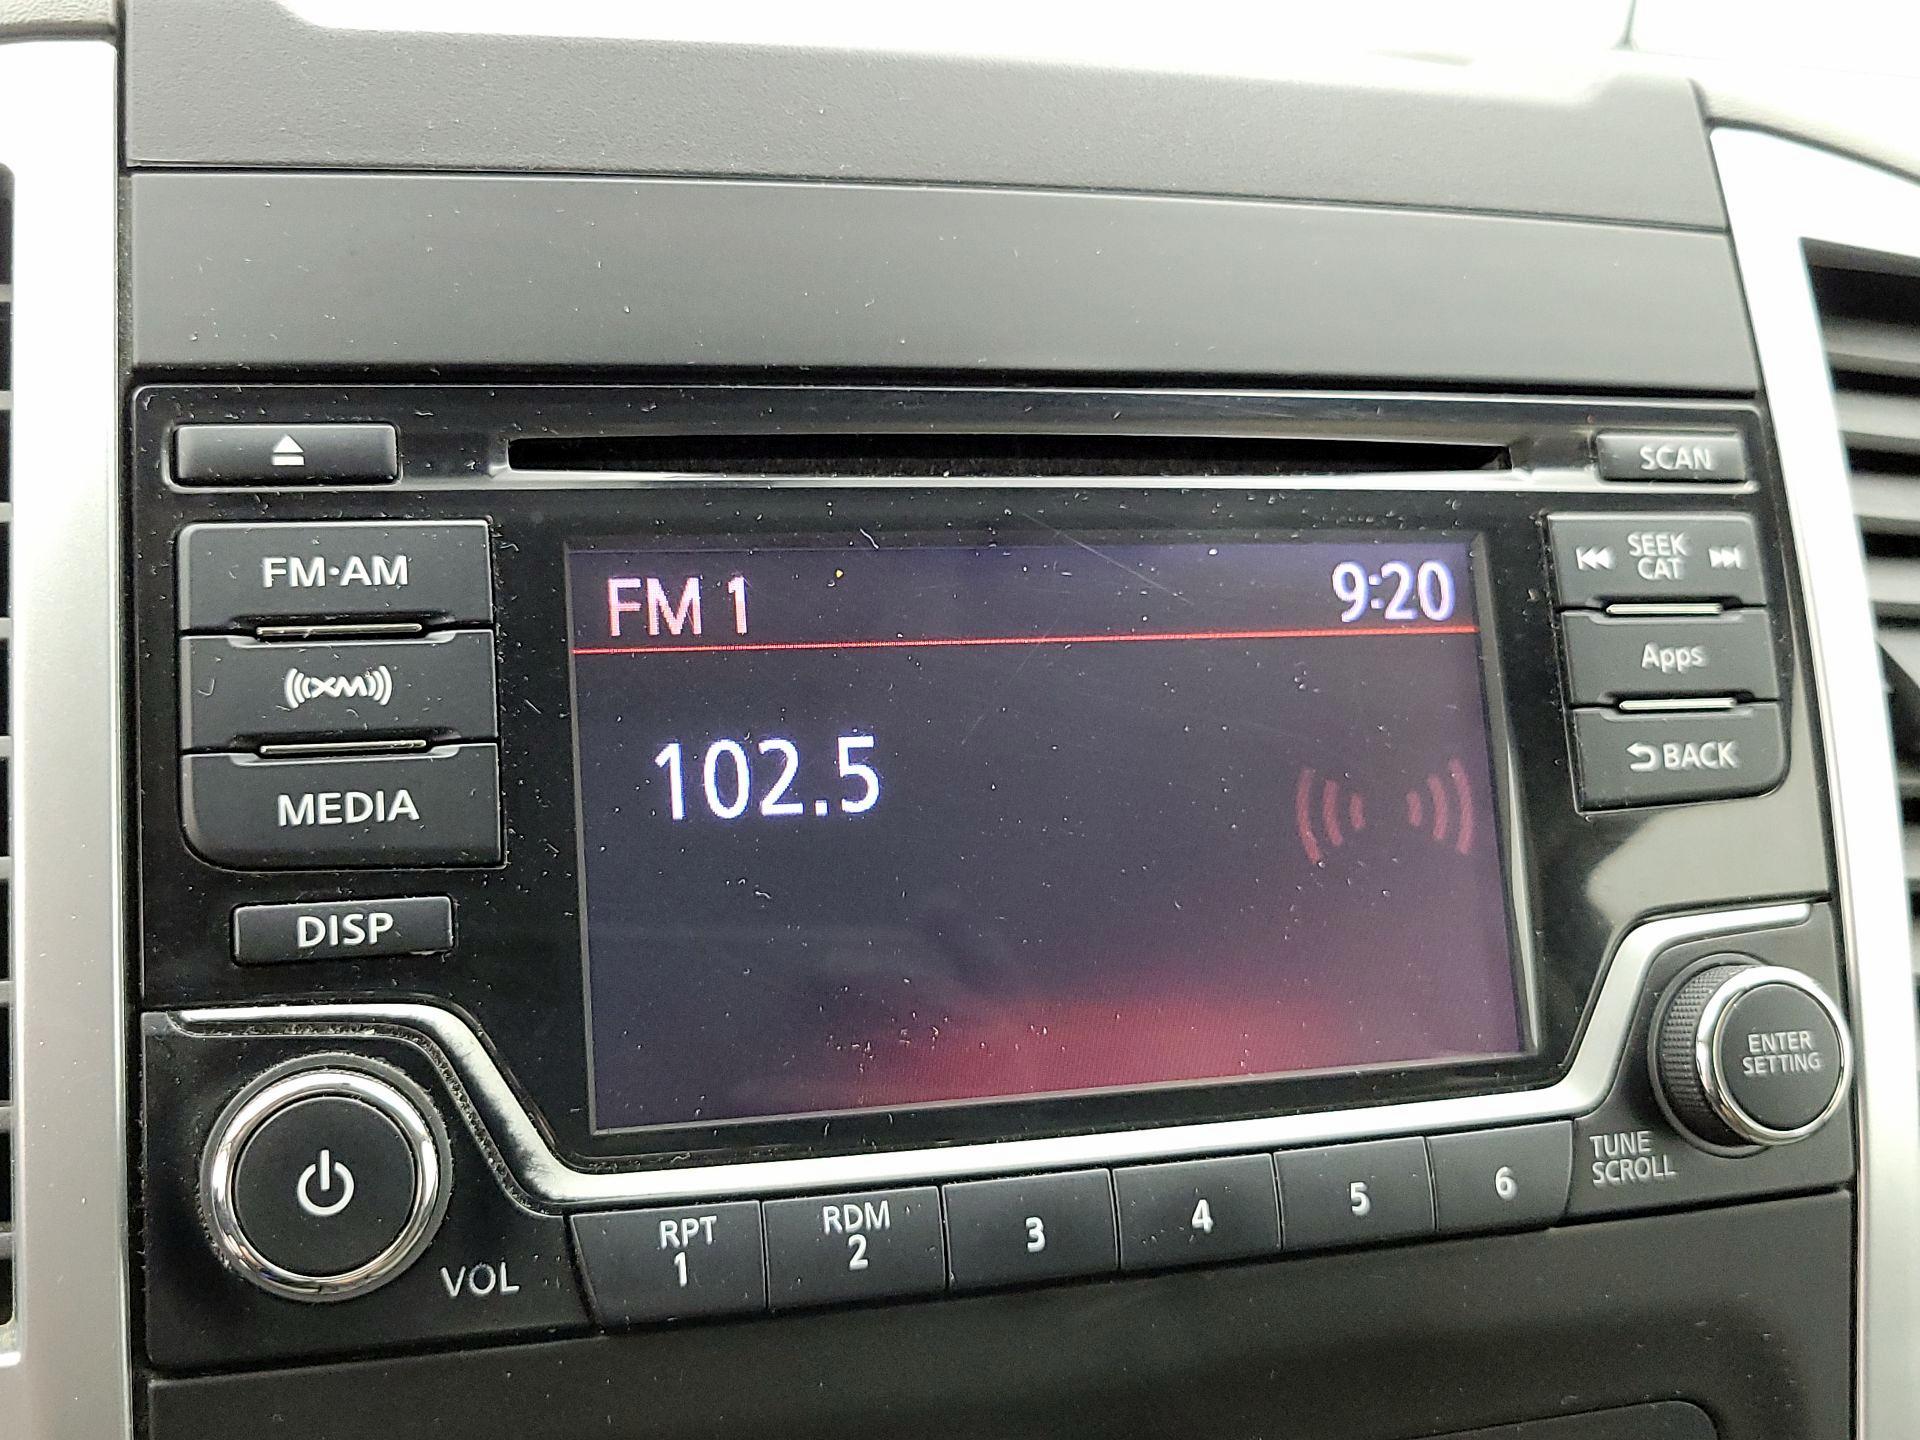 SCAN
FM·AM
FM 1
9:20
SEEK
CAT
XM
Apps
102.5
BACK
MEDIA
DISP
ENTER
SETTING
TUNE
SCROLL
VOL
RPT
1
RDM
2
3
4
5
6